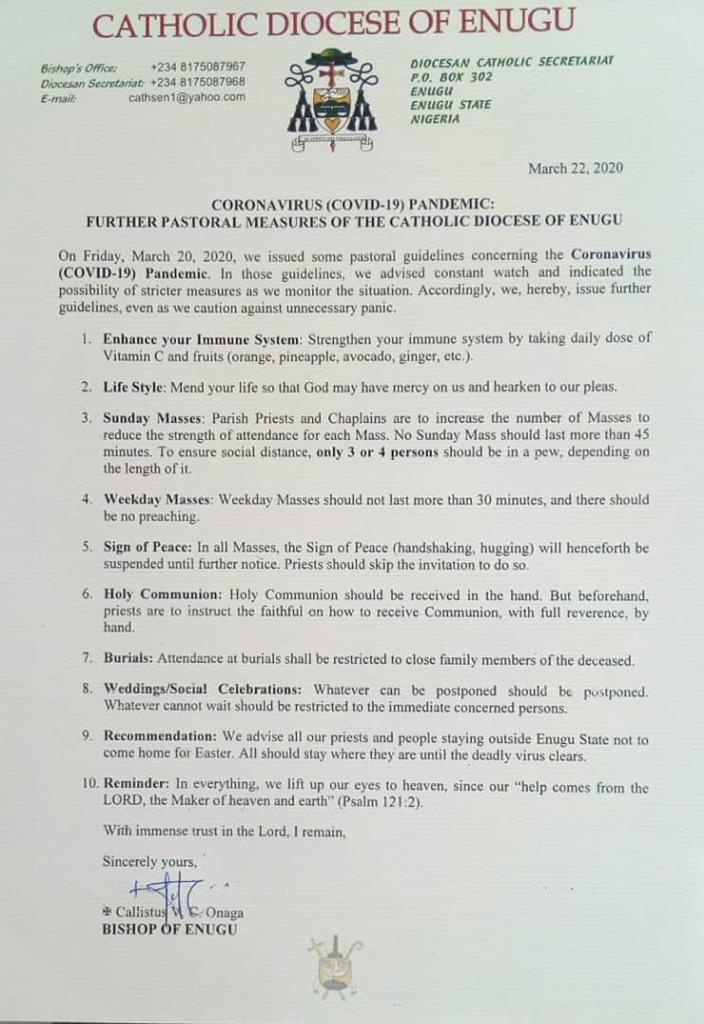 CATHOLIC DIOCESE OF ENUGU
Bishop's Office: +234 8175087967
Diocesan Secretariat: +234 8175087968
E-mail: cathsen1@yahoo.com
DIOCESAN CATHOLIC SECRETARIAT
P.O. BOX 302
ENUGU
ENUGU STATE
NIGERIA
March 22, 2020
CORONAVIRUS (COVID-19) PANDEMIC:
FURTHER PASTORAL MEASURES OF THE CATHOLIC DIOCESE OF ENUGU
On Friday, March 20, 2020, we issued some pastoral guidelines concerning the Coronavirus
(COVID-19) Pandemic. In those guidelines, we advised constant watch and indicated the
possibility of stricter measures as we monitor the situation. Accordingly, we, hereby, issue further
guidelines, even as we caution against unnecessary panic.
1. Enhance your Immune System: Strengthen your immune system by taking daily dose of
Vitamin C and fruits (orange, pineapple, avocado, ginger, etc.).
2. Life Style: Mend your life so that God may have mercy on us and hearken to our pleas.
3. Sunday Masses: Parish Priests and Chaplains are to increase the number of Masses to
reduce the strength of attendance for each Mass. No Sunday Mass should last more than 45
minutes. To ensure social distance, only 3 or 4 persons should be in a pew, depending on
the length of it.
4. Weekday Masses: Weekday Masses should not last more than 30 minutes, and there should
be no preaching.
5. Sign of Peace: In all Masses, the Sign of Peace (handshaking, hugging) will henceforth be
suspended until further notice. Priests should skip the invitation to do so.
6. Holy Communion: Holy Communion should be received in the hand. But beforehand,
priests are to instruct the faithful on how to receive Communion, with full reverence, by
hand.
7. Burials: Attendance at burials shall be restricted to close family members of the deceased.
8. Weddings/Social Celebrations: Whatever can be postponed should be postponed.
Whatever cannot wait should be restricted to the immediate concerned persons.
9. Recommendation: We advise all our priests and people staying outside Enugu State not to
come home for Easter. All should stay where they are until the deadly virus clears.
10. Reminder: In everything, we lift up our eyes to heaven, since our “help comes from the
LORD, the Maker of heaven and earth” (Psalm 121:2).
With immense trust in the Lord, I remain,
Sincerely yours,
✠ Callistus V. C. Onaga
BISHOP OF ENUGU